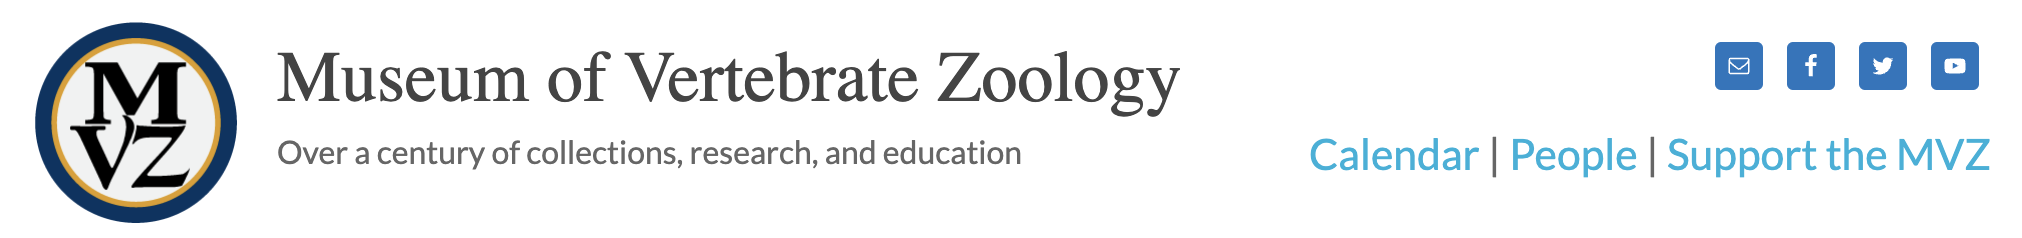 MVZ
Museum of Vertebrate Zoology
Over a century of collections, research, and education
Calendar | People | Support the MVZ